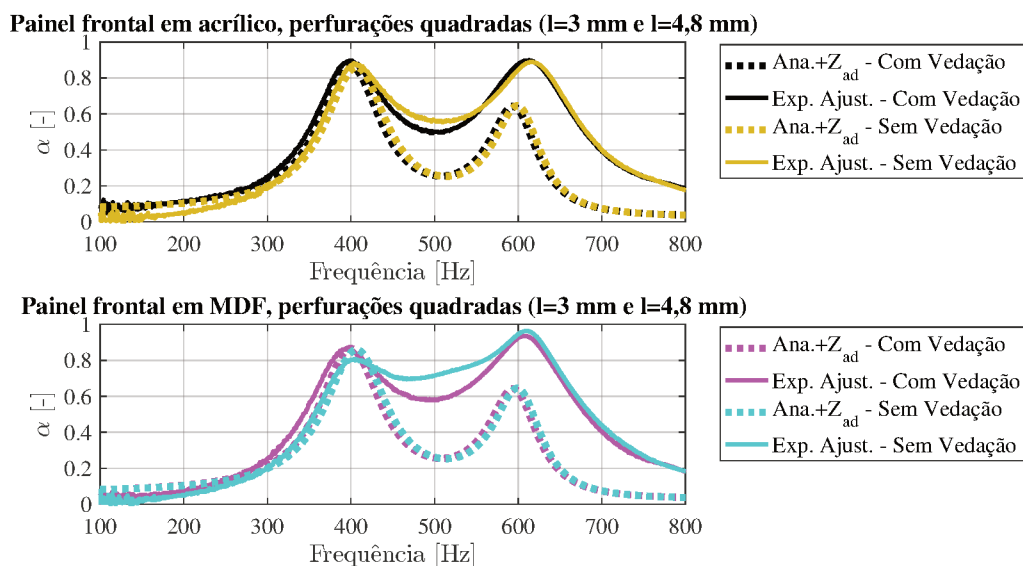 Painel frontal em acrílico, perfurações quadradas (l=3 mm e l=4,8 mm)
1
0.8
0.6
0.4
0.2
0
α [-]
100 200 300 400 500 600 700 800
Frequência [Hz]
Ana.+Z_ad - Com Vedação
Exp. Ajust. - Com Vedação
Ana.+Z_ad - Sem Vedação
Exp. Ajust. - Sem Vedação
Painel frontal em MDF, perfurações quadradas (l=3 mm e l=4,8 mm)
1
0.8
0.6
0.4
0.2
0
α [-]
100 200 300 400 500 600 700 800
Frequência [Hz]
Ana.+Z_ad - Com Vedação
Exp. Ajust. - Com Vedação
Ana.+Z_ad - Sem Vedação
Exp. Ajust. - Sem Vedação